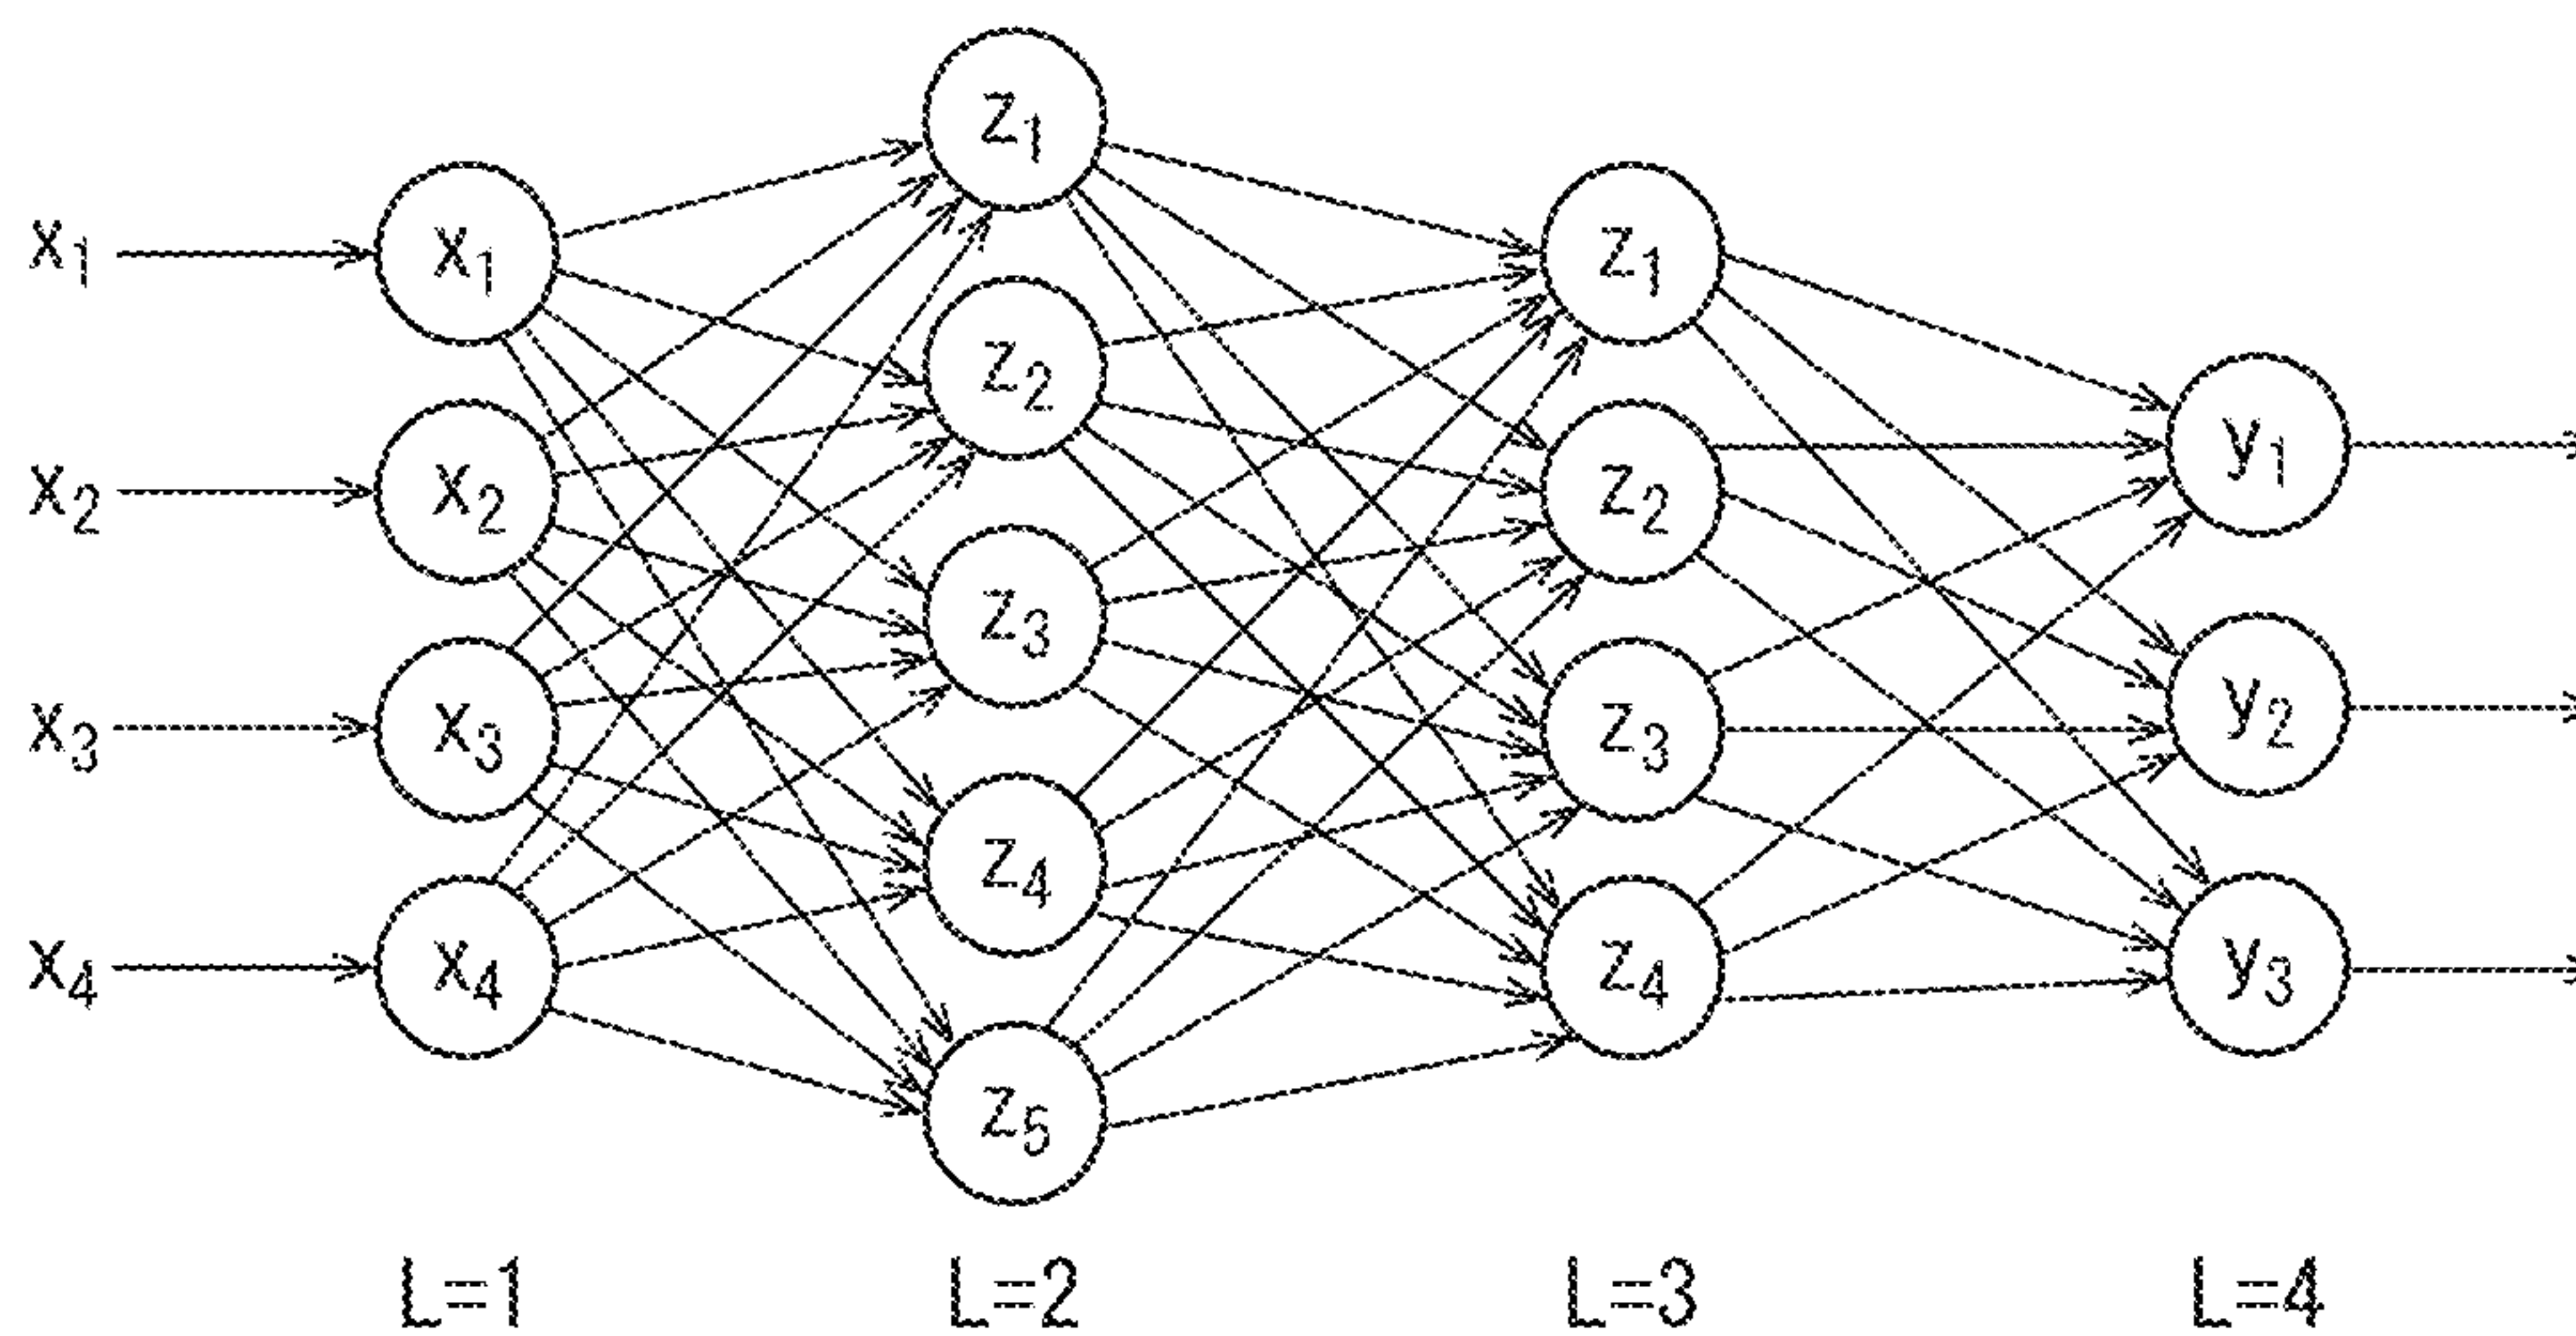 x₁
x₂
x₃
x₄
x₁
x₂
x₃
x₄
z₁
z₂
z₃
z₄
z₅
z₁
z₂
z₃
z₄
y₁
y₂
y₃
L=1 L=2 L=3 L=4